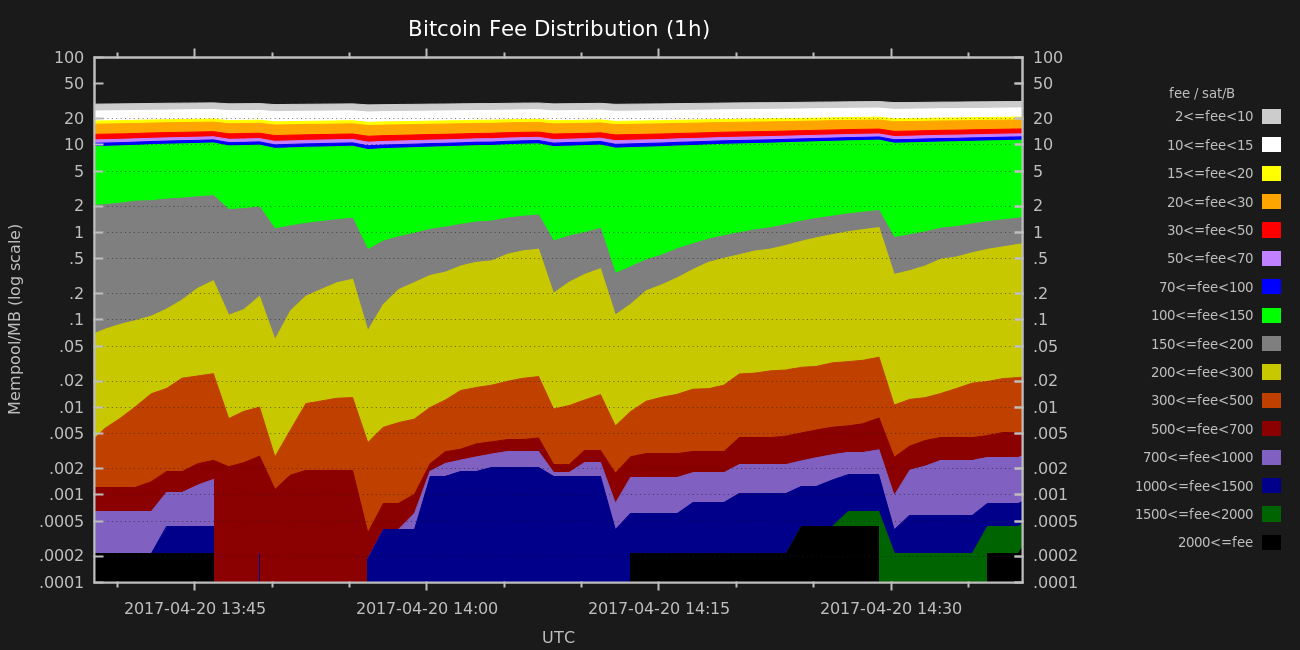 Bitcoin Fee Distribution (1h)
Mempool/MB (log scale)
100
50
20
10
5
2
1
.5
.2
.1
.05
.02
.01
.005
.002
.001
.0005
.0002
.0001
100
50
20
10
5
2
1
.5
.2
.1
.05
.02
.01
.005
.002
.001
.0005
.0002
.0001
2017-04-20 13:45
2017-04-20 14:00
2017-04-20 14:15
2017-04-20 14:30
UTC
fee / sat/B
2<=fee<10
10<=fee<15
15<=fee<20
20<=fee<30
30<=fee<50
50<=fee<70
70<=fee<100
100<=fee<150
150<=fee<200
200<=fee<300
300<=fee<500
500<=fee<700
700<=fee<1000
1000<=fee<1500
1500<=fee<2000
2000<=fee